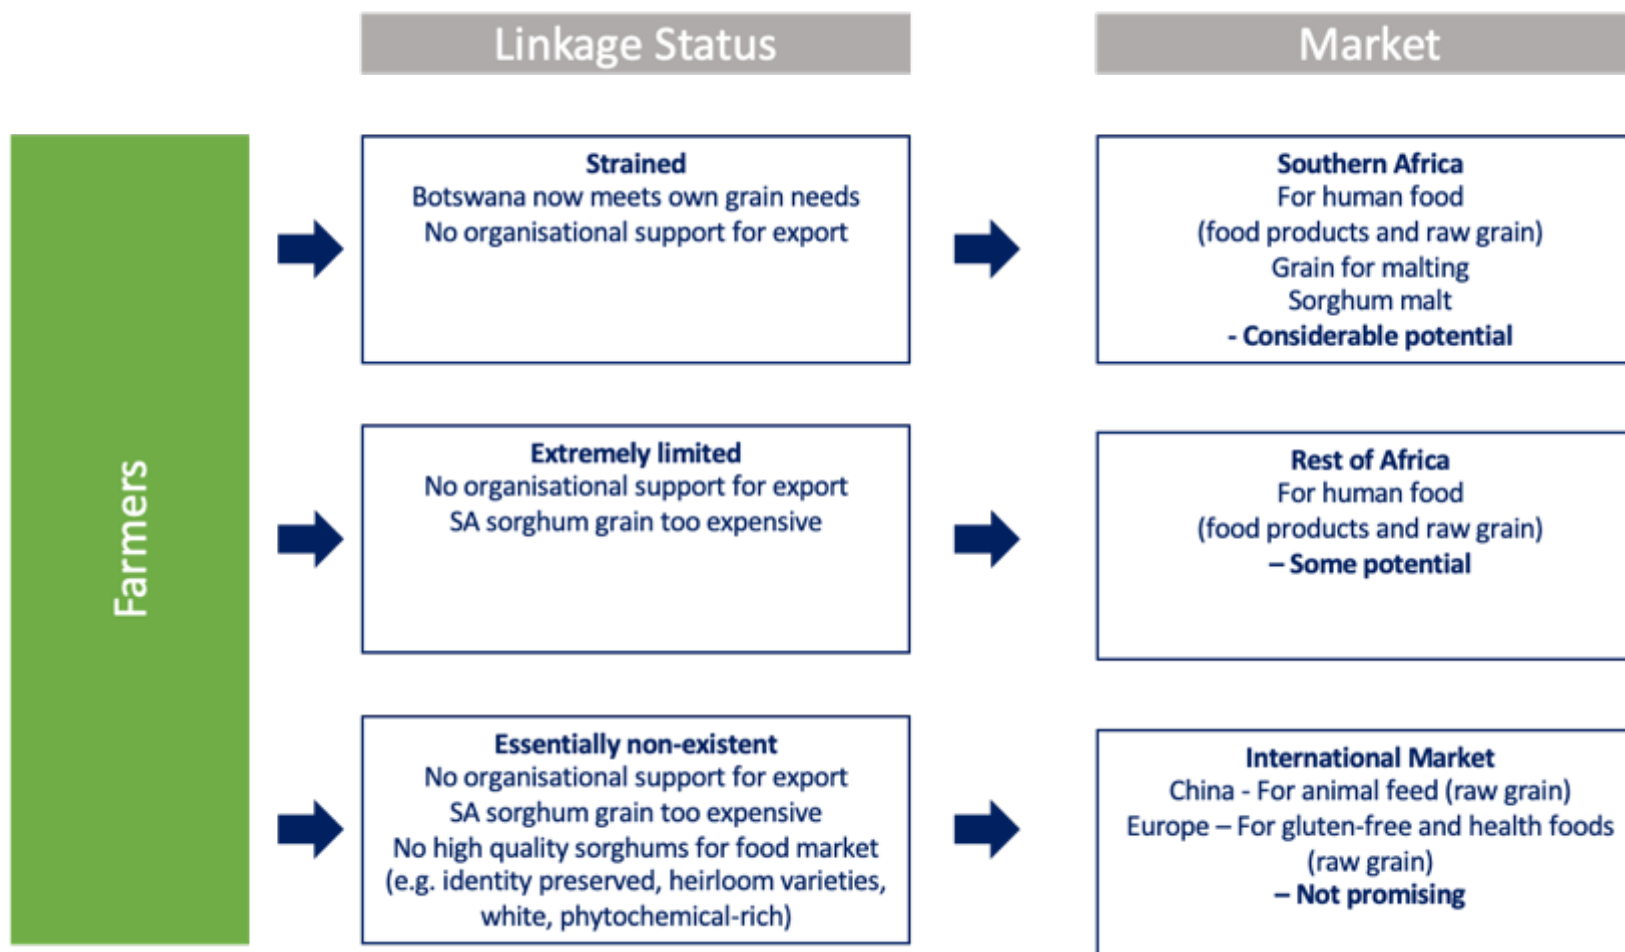 Linkage Status
Market
Farmers
Strained
Botswana now meets own grain needs
No organisational support for export
Southern Africa
For human food
(food products and raw grain)
Grain for malting
Sorghum malt
- Considerable potential
Extremely limited
No organisational support for export
SA sorghum grain too expensive
Rest of Africa
For human food
(food products and raw grain)
– Some potential
Essentially non-existent
No organisational support for export
SA sorghum grain too expensive
No high quality sorghums for food market
(e.g. identity preserved, heirloom varieties,
white, phytochemical-rich)
International Market
China - For animal feed (raw grain)
Europe – For gluten-free and health foods
(raw grain)
– Not promising